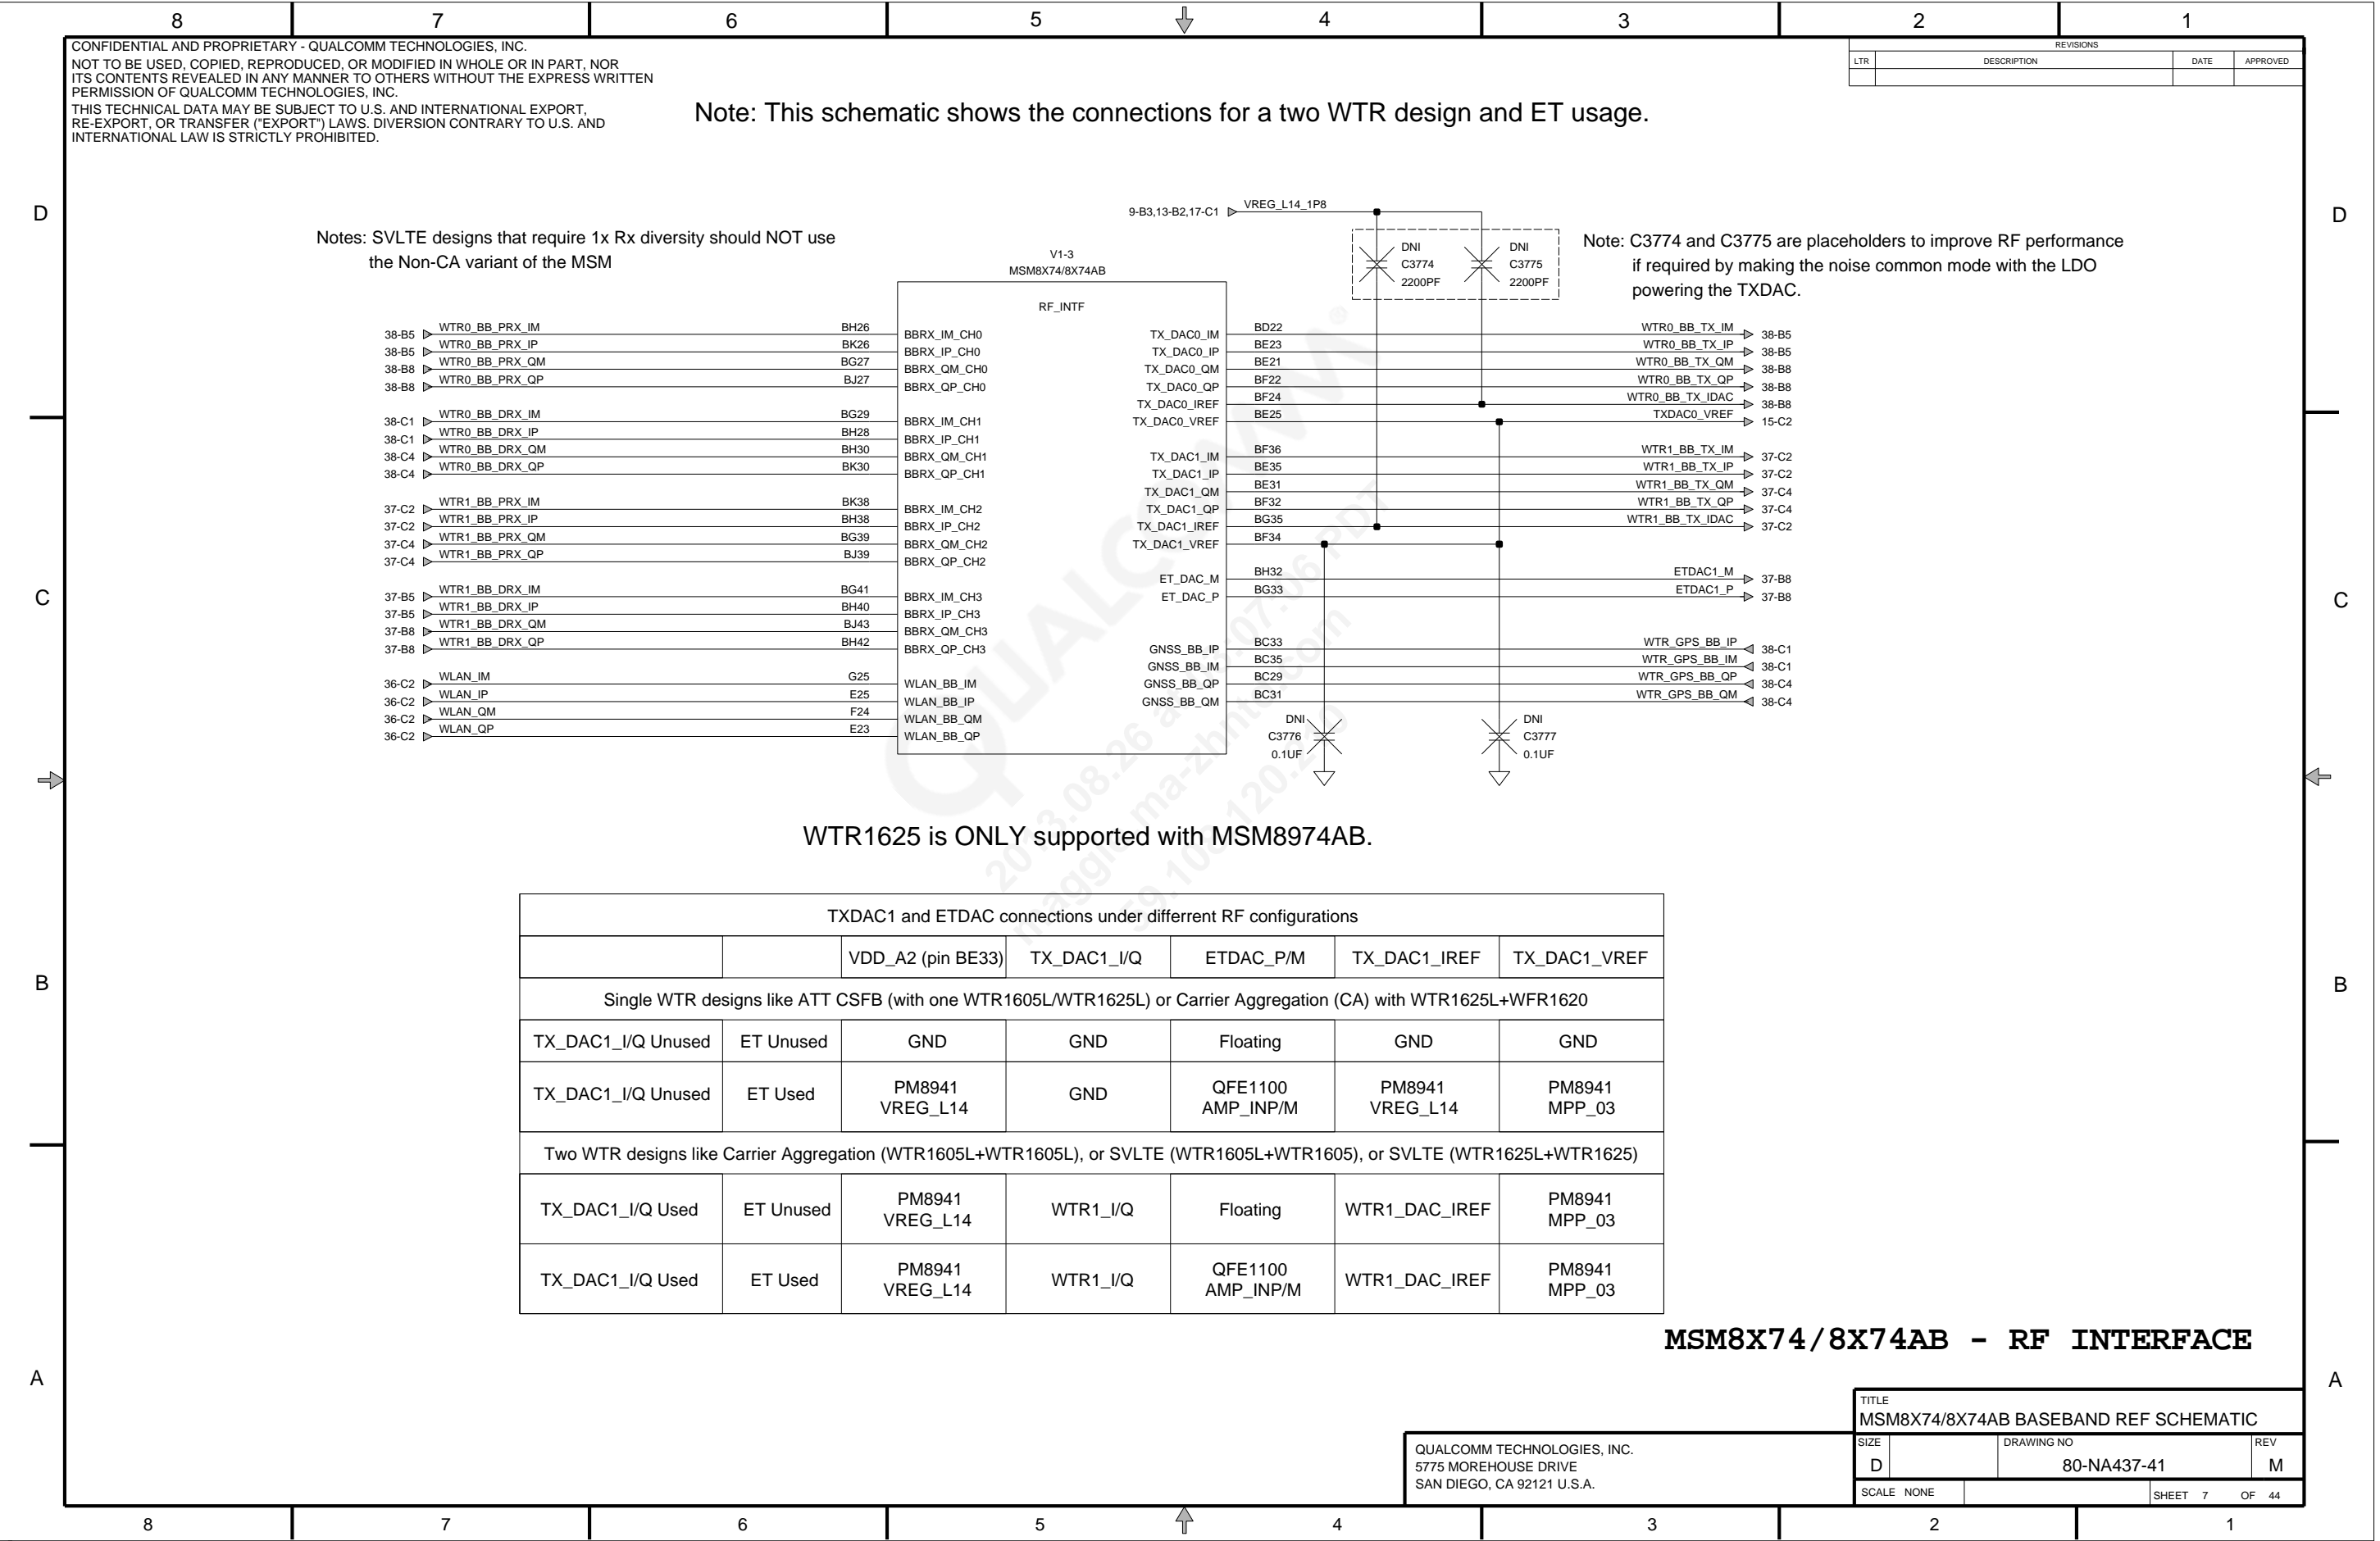 8 7 6 5 4 3 2 1
CONFIDENTIAL AND PROPRIETARY - QUALCOMM TECHNOLOGIES, INC.
NOT TO BE USED, COPIED, REPRODUCED, OR MODIFIED IN WHOLE OR IN PART, NOR
ITS CONTENTS REVEALED IN ANY MANNER TO OTHERS WITHOUT THE EXPRESS WRITTEN
PERMISSION OF QUALCOMM TECHNOLOGIES, INC.
THIS TECHNICAL DATA MAY BE SUBJECT TO U.S. AND INTERNATIONAL EXPORT,
RE-EXPORT, OR TRANSFER ("EXPORT") LAWS. DIVERSION CONTRARY TO U.S. AND
INTERNATIONAL LAW IS STRICTLY PROHIBITED.
REVISIONS
LTR DESCRIPTION DATE APPROVED
Note: This schematic shows the connections for a two WTR design and ET usage.
D D
9-B3,13-B2,17-C1 VREG_L14_1P8
Notes: SVLTE designs that require 1x Rx diversity should NOT use
the Non-CA variant of the MSM
V1-3
MSM8X74/8X74AB
RF_INTF
DNI
C3774
2200PF
DNI
C3775
2200PF
Note: C3774 and C3775 are placeholders to improve RF performance
if required by making the noise common mode with the LDO
powering the TXDAC.
38-B5 WTR0_BB_PRX_IM BH26 BBRX_IM_CH0
38-B5 WTR0_BB_PRX_IP BK26 BBRX_IP_CH0
38-B8 WTR0_BB_PRX_QM BG27 BBRX_QM_CH0
38-B8 WTR0_BB_PRX_QP BJ27 BBRX_QP_CH0
38-C1 WTR0_BB_DRX_IM BG29 BBRX_IM_CH1
38-C1 WTR0_BB_DRX_IP BH28 BBRX_IP_CH1
38-C4 WTR0_BB_DRX_QM BH30 BBRX_QM_CH1
38-C4 WTR0_BB_DRX_QP BK30 BBRX_QP_CH1
37-C2 WTR1_BB_PRX_IM BK38 BBRX_IM_CH2
37-C2 WTR1_BB_PRX_IP BH38 BBRX_IP_CH2
37-C4 WTR1_BB_PRX_QM BG39 BBRX_QM_CH2
37-C4 WTR1_BB_PRX_QP BJ39 BBRX_QP_CH2
37-B5 WTR1_BB_DRX_IM BG41 BBRX_IM_CH3
37-B5 WTR1_BB_DRX_IP BH40 BBRX_IP_CH3
37-B8 WTR1_BB_DRX_QM BJ43 BBRX_QM_CH3
37-B8 WTR1_BB_DRX_QP BH42 BBRX_QP_CH3
36-C2 WLAN_IM G25 WLAN_BB_IM
36-C2 WLAN_IP E25 WLAN_BB_IP
36-C2 WLAN_QM F24 WLAN_BB_QM
36-C2 WLAN_QP E23 WLAN_BB_QP
TX_DAC0_IM BD22 WTR0_BB_TX_IM 38-B5
TX_DAC0_IP BE23 WTR0_BB_TX_IP 38-B5
TX_DAC0_QM BE21 WTR0_BB_TX_QM 38-B8
TX_DAC0_QP BF22 WTR0_BB_TX_QP 38-B8
TX_DAC0_IREF BF24 WTR0_BB_TX_IDAC 38-B8
TX_DAC0_VREF BE25 TXDAC0_VREF 15-C2
TX_DAC1_IM BF36 WTR1_BB_TX_IM 37-C2
TX_DAC1_IP BE35 WTR1_BB_TX_IP 37-C2
TX_DAC1_QM BE31 WTR1_BB_TX_QM 37-C4
TX_DAC1_QP BF32 WTR1_BB_TX_QP 37-C4
TX_DAC1_IREF BG35 WTR1_BB_TX_IDAC 37-C2
TX_DAC1_VREF BF34
ET_DAC_M BH32 ETDAC1_M 37-B8
ET_DAC_P BG33 ETDAC1_P 37-B8
C C
GNSS_BB_IP BC33 WTR_GPS_BB_IP 38-C1
GNSS_BB_IM BC35 WTR_GPS_BB_IM 38-C1
GNSS_BB_QP BC29 WTR_GPS_BB_QP 38-C4
GNSS_BB_QM BC31 WTR_GPS_BB_QM 38-C4
DNI
C3776
0.1UF
DNI
C3777
0.1UF
QUALCOMM®
WTR1625 is ONLY supported with MSM8974AB.
TXDAC1 and ETDAC connections under differrent RF configurations
VDD_A2 (pin BE33) TX_DAC1_I/Q ETDAC_P/M TX_DAC1_IREF TX_DAC1_VREF
B B
Single WTR designs like ATT CSFB (with one WTR1605L/WTR1625L) or Carrier Aggregation (CA) with WTR1625L+WFR1620
TX_DAC1_I/Q Unused ET Unused GND GND Floating GND GND
TX_DAC1_I/Q Unused ET Used PM8941 VREG_L14 GND QFE1100 AMP_INP/M PM8941 VREG_L14 PM8941 MPP_03
Two WTR designs like Carrier Aggregation (WTR1605L+WTR1605L), or SVLTE (WTR1605L+WTR1605), or SVLTE (WTR1625L+WTR1625)
TX_DAC1_I/Q Used ET Unused PM8941 VREG_L14 WTR1_I/Q Floating WTR1_DAC_IREF PM8941 MPP_03
TX_DAC1_I/Q Used ET Used PM8941 VREG_L14 WTR1_I/Q QFE1100 AMP_INP/M WTR1_DAC_IREF PM8941 MPP_03
MSM8X74/8X74AB - RF INTERFACE
A A
TITLE
MSM8X74/8X74AB BASEBAND REF SCHEMATIC
QUALCOMM TECHNOLOGIES, INC.
5775 MOREHOUSE DRIVE
SAN DIEGO, CA 92121 U.S.A.
SIZE DRAWING NO REV
D 80-NA437-41 M
SCALE NONE SHEET 7 OF 44
8 7 6 5 4 3 2 1